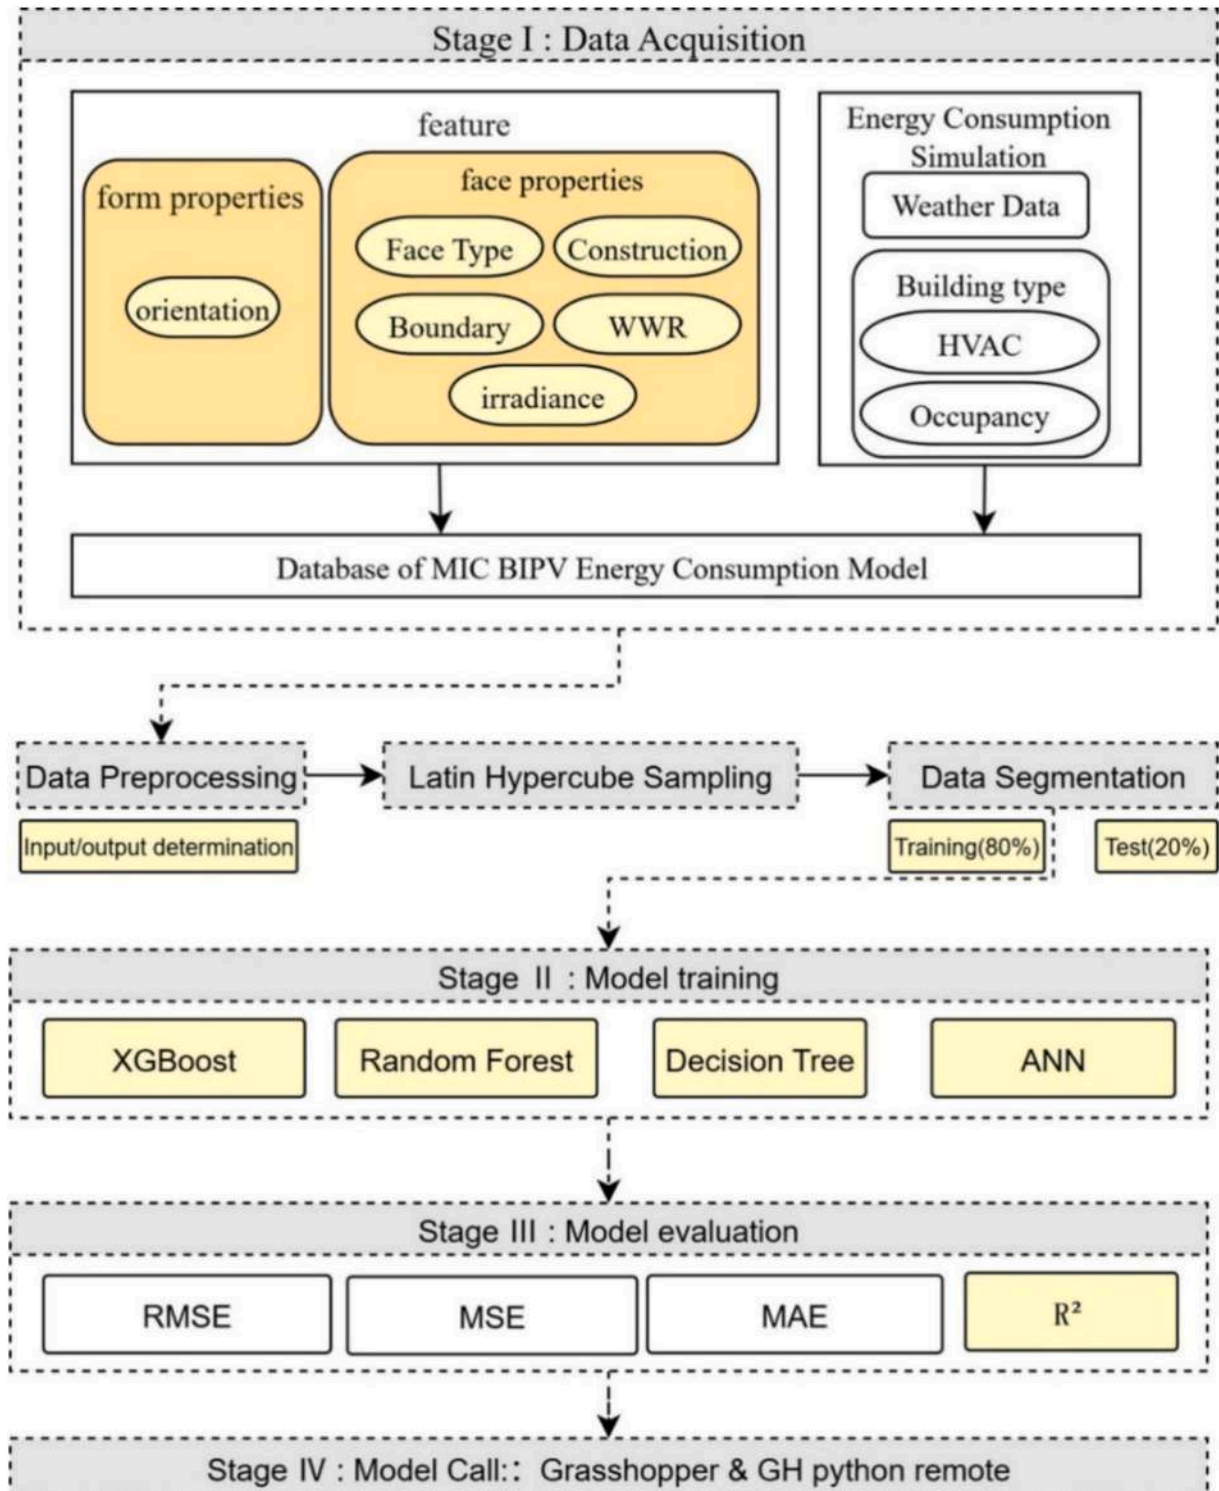 Stage I : Data Acquisition
feature
form properties
orientation
face properties
Face Type
Construction
Boundary
WWR
irradiance
Energy Consumption
Simulation
Weather Data
Building type
HVAC
Occupancy
Database of MIC BIPV Energy Consumption Model
Data Preprocessing
Latin Hypercube Sampling
Data Segmentation
Input/output determination
Training(80%)
Test(20%)
Stage Ⅱ : Model training
XGBoost
Random Forest
Decision Tree
ANN
Stage III : Model evaluation
RMSE
MSE
MAE
R²
Stage Ⅳ : Model Call:: Grasshopper & GH python remote